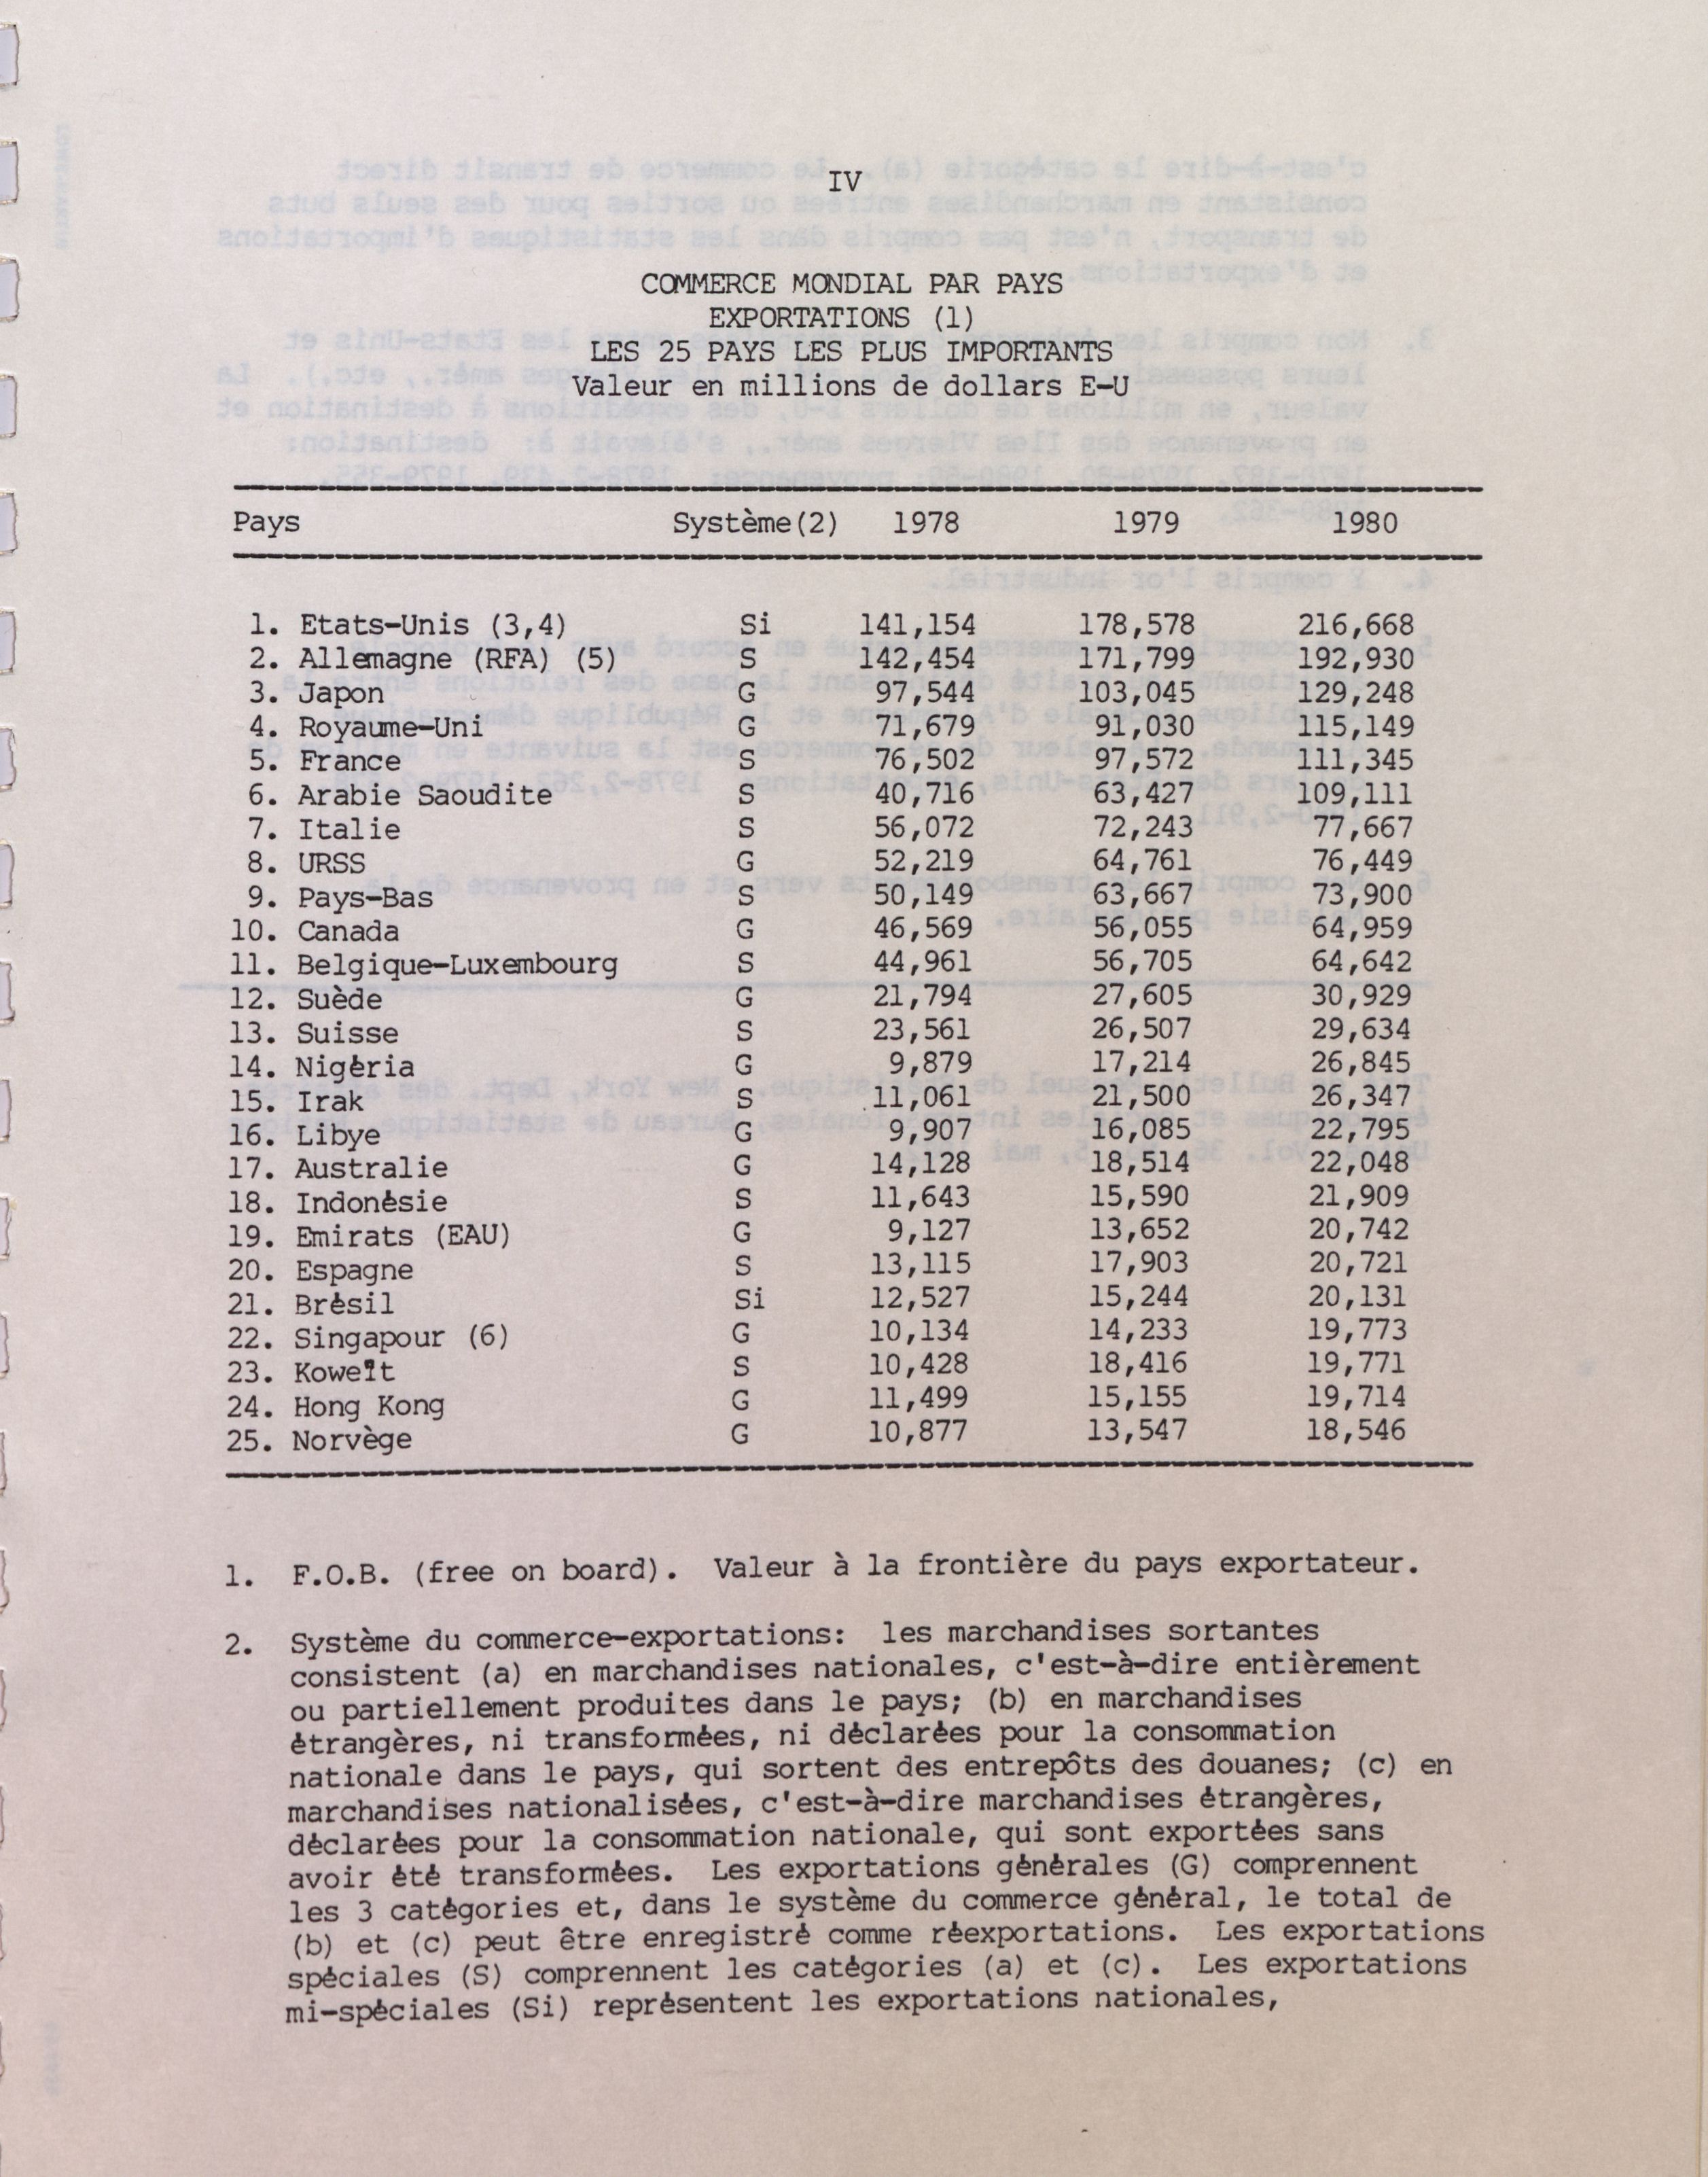 IV
COMMERCE MONDIAL PAR PAYS
EXPORTATIONS (1)
LES 25 PAYS LES PLUS IMPORTANTS
Valeur en millions de dollars E-U
Pays Système(2) 1978 1979 1980
1. Etats-Unis (3,4) Si 141,154 178,578 216,668
2. Allemagne (RFA) (5) S 142,454 171,799 192,930
3. Japon G 97,544 103,045 129,248
4. Royaume-Uni G 71,679 91,030 115,149
5. France S 76,502 97,572 111,345
6. Arabie Saoudite S 40,716 63,427 109,111
7. Italie S 56,072 72,243 77,667
8. URSS G 52,219 64,761 76,449
9. Pays-Bas S 50,149 63,667 73,900
10. Canada G 46,569 56,055 64,959
11. Belgique-Luxembourg S 44,961 56,705 64,642
12. Suède G 21,794 27,605 30,929
13. Suisse S 23,561 26,507 29,634
14. Nigéria G 9,879 17,214 26,845
15. Irak S 11,061 21,500 26,347
16. Libye G 9,907 16,085 22,795
17. Australie G 14,128 18,514 22,048
18. Indonésie S 11,643 15,590 21,909
19. Emirats (EAU) G 9,127 13,652 20,742
20. Espagne S 13,115 17,903 20,721
21. Brésil Si 12,527 15,244 20,131
22. Singapour (6) G 10,134 14,233 19,773
23. Koweït S 10,428 18,416 19,771
24. Hong Kong G 11,499 15,155 19,714
25. Norvège G 10,877 13,547 18,546
1. F.O.B. (free on board). Valeur à la frontière du pays exportateur.
2. Système du commerce-exportations: les marchandises sortantes
consistent (a) en marchandises nationales, c'est-à-dire entièrement
ou partiellement produites dans le pays; (b) en marchandises
étrangères, ni transformées, ni déclarées pour la consommation
nationale dans le pays, qui sortent des entrepôts des douanes; (c) en
marchandises nationalisées, c'est-à-dire marchandises étrangères,
déclarées pour la consommation nationale, qui sont exportées sans
avoir été transformées. Les exportations générales (G) comprennent
les 3 catégories et, dans le système du commerce général, le total de
(b) et (c) peut être enregistré comme réexportations. Les exportations
spéciales (S) comprennent les catégories (a) et (c). Les exportations
mi-spéciales (Si) représentent les exportations nationales,